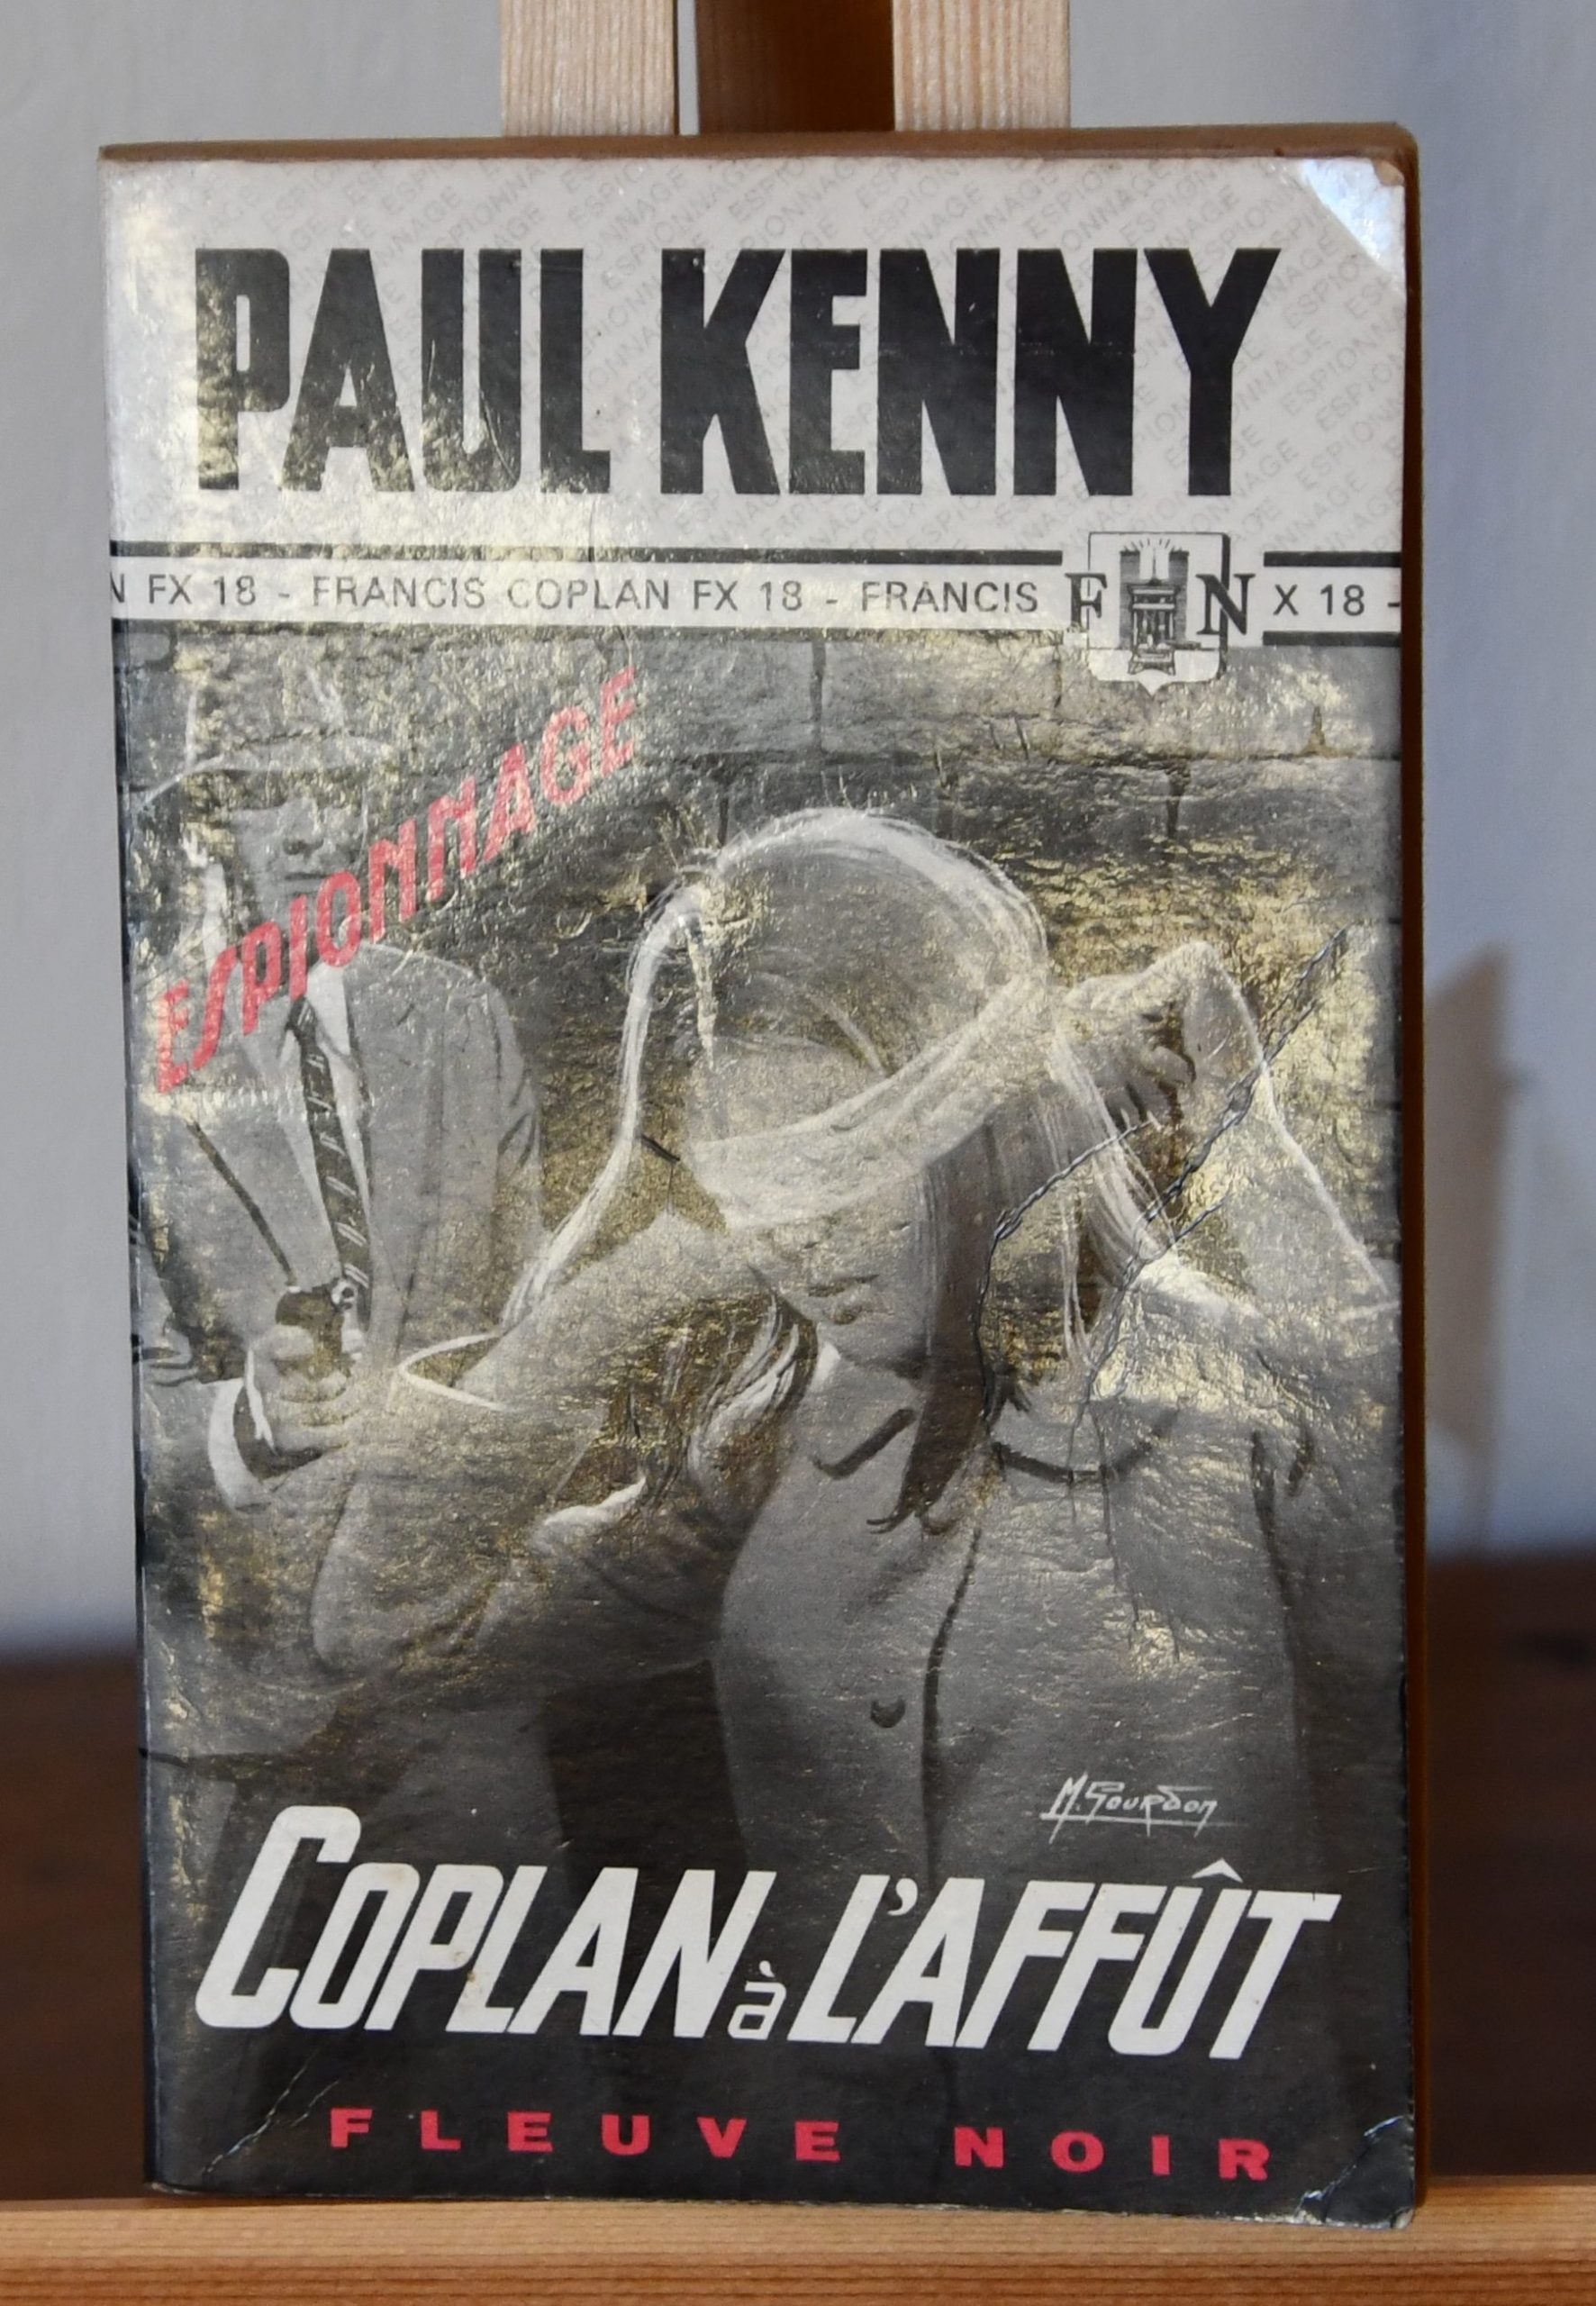 PAUL KENNY
N FX 18 - FRANCIS COPLAN FX 18 - FRANCIS
F N
X 18 -
ESPIONNAGE
M. Gourdon
COPLAN à L'AFFÛT
FLEUVE NOIR